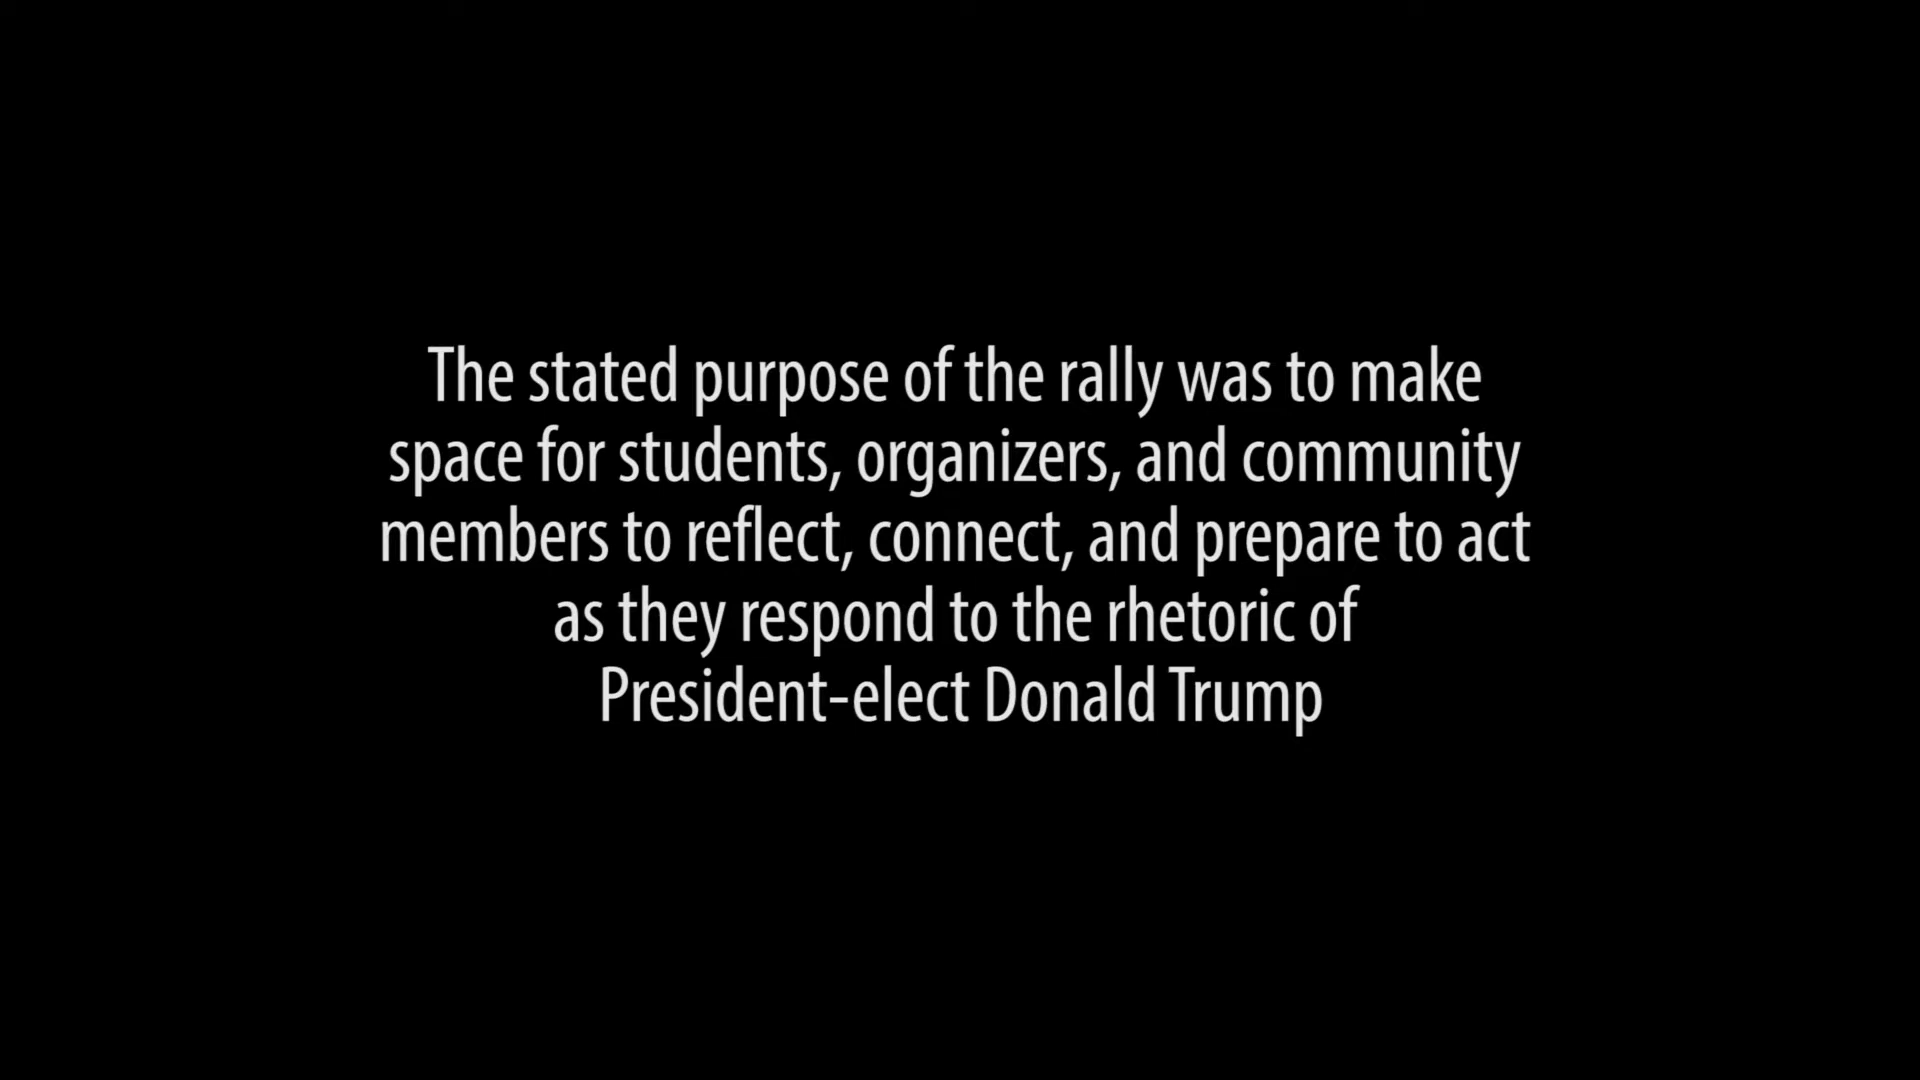 The stated purpose of the rally was to make
space for students, organizers, and community
members to reflect, connect, and prepare to act
as they respond to the rhetoric of
President-elect Donald Trump